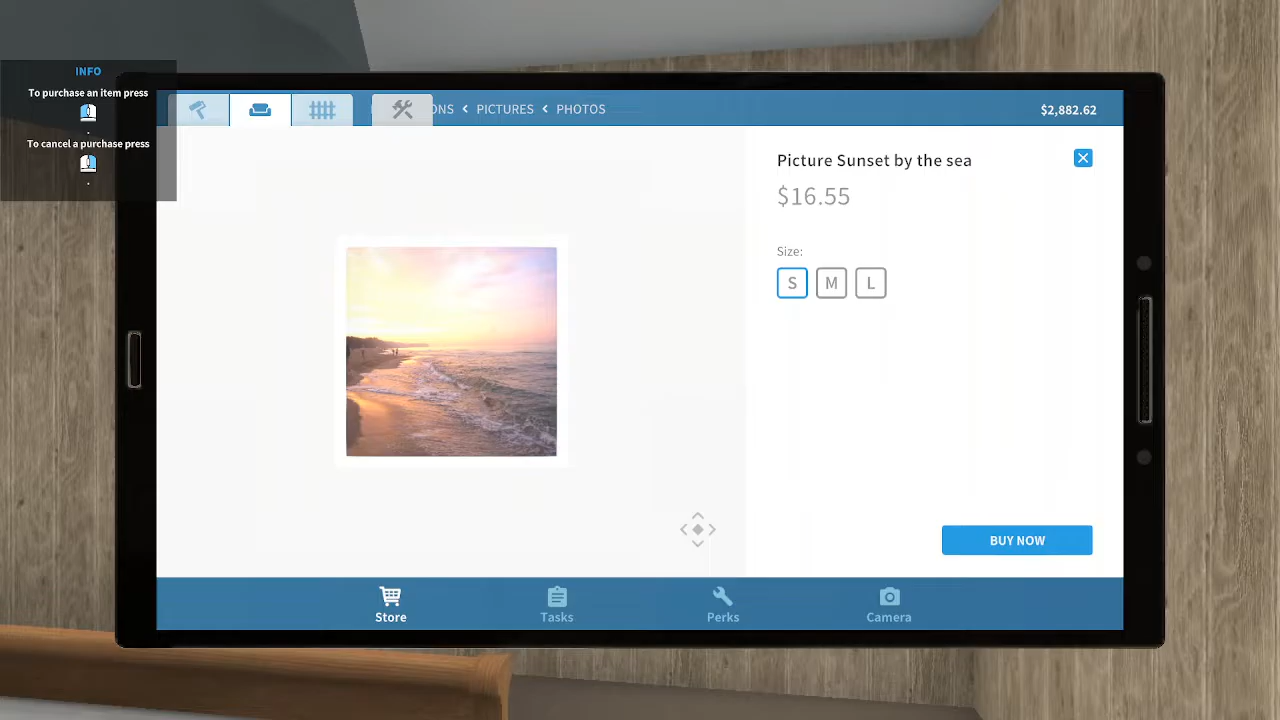 INFO
To purchase an item press
.
To cancel a purchase press
.
ONS < PICTURES < PHOTOS
$2,882.62
Picture Sunset by the sea
$16.55
Size:
S M L
BUY NOW
Store Tasks Perks Camera